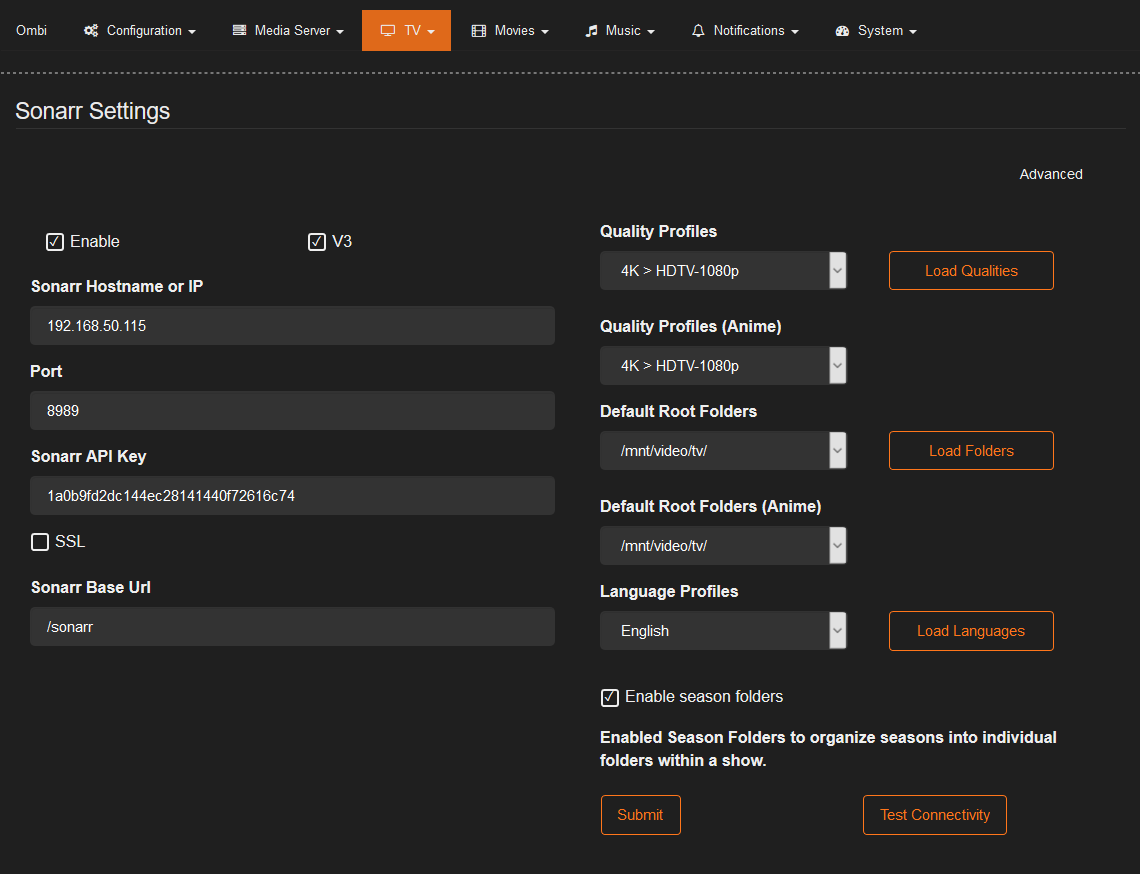 Ombi Configuration Media Server TV Movies Music Notifications System
Sonarr Settings
Advanced
Enable V3
Sonarr Hostname or IP
192.168.50.115
Port
8989
Sonarr API Key
1a0b9fd2dc144ec28141440f72616c74
SSL
Sonarr Base Url
/sonarr
Quality Profiles
4K > HDTV-1080p Load Qualities
Quality Profiles (Anime)
4K > HDTV-1080p
Default Root Folders
/mnt/video/tv/ Load Folders
Default Root Folders (Anime)
/mnt/video/tv/
Language Profiles
English Load Languages
Enable season folders
Enabled Season Folders to organize seasons into individual
folders within a show.
Submit Test Connectivity